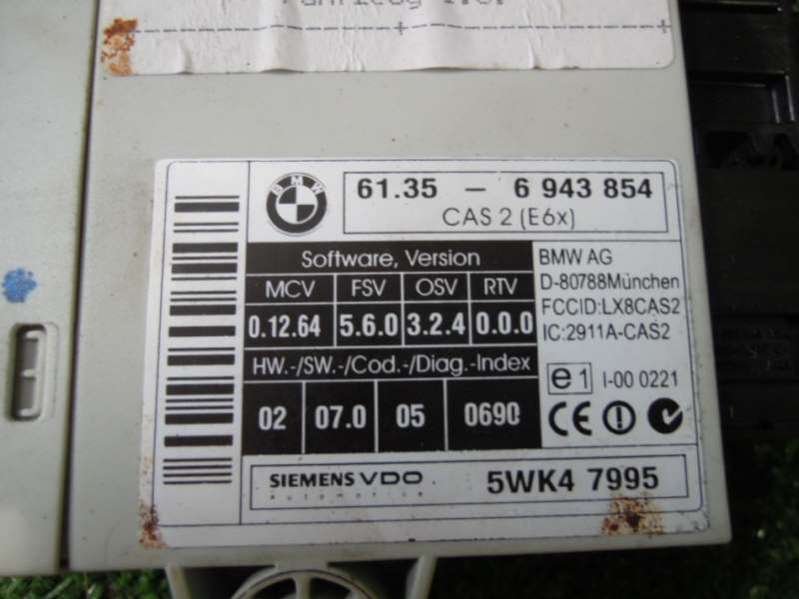 BMW
61.35 - 6 943 854
CAS 2 (E6x)
Software, Version
MCV FSV OSV RTV
0.12.64 5.6.0 3.2.4 0.0.0
HW.-/SW.-/Cod.-/Diag.-Index
02 07.0 05 0690
BMW AG
D-80788München
FCCID:LX8CAS2
IC:2911A-CAS2
e1 I-00 0221
CE
SIEMENS VDO
Automotive
5WK4 7995